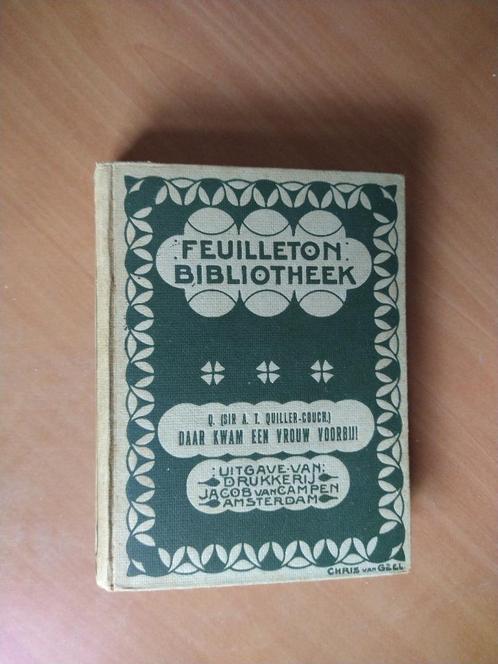 :FEUILLETON:
BIBLIOTHEEK
Q. (SIR A. T. QUILLER-COUCH.)
DAAR KWAM EEN VROUW VOORBIJ!
:UITGAVE·VAN:
DRUKKERIJ
JACOB VAN CAMPEN
AMSTERDAM
CHRIS VAN GEEL